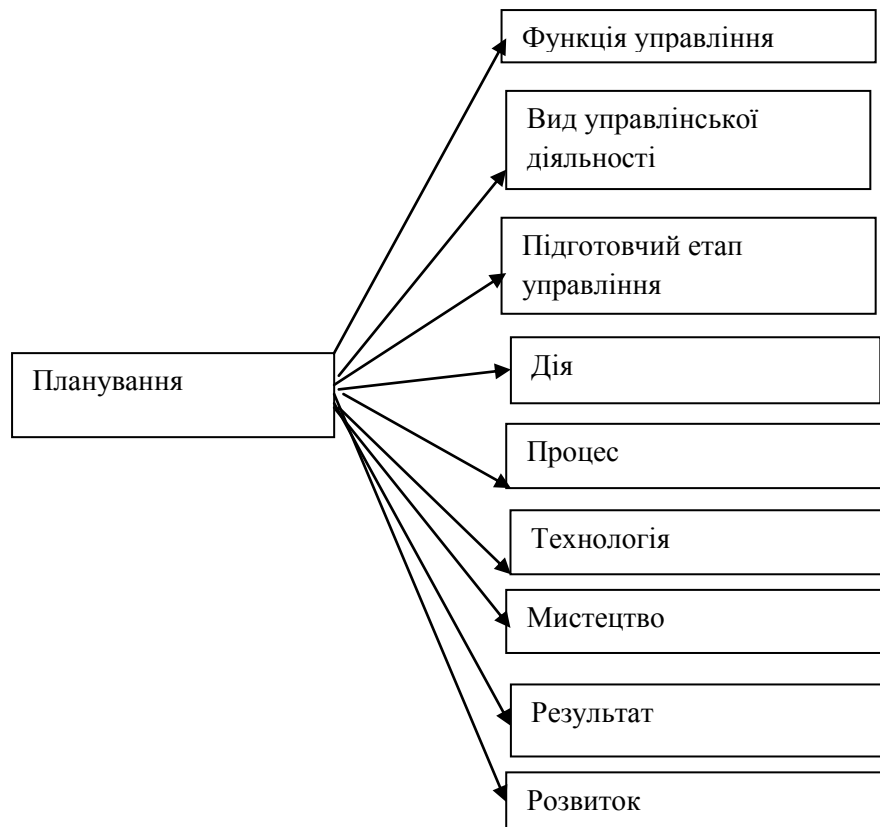 Функція управління
Вид управлінської
діяльності
Підготовчий етап
управління
Планування
Дія
Процес
Технологія
Мистецтво
Результат
Розвиток